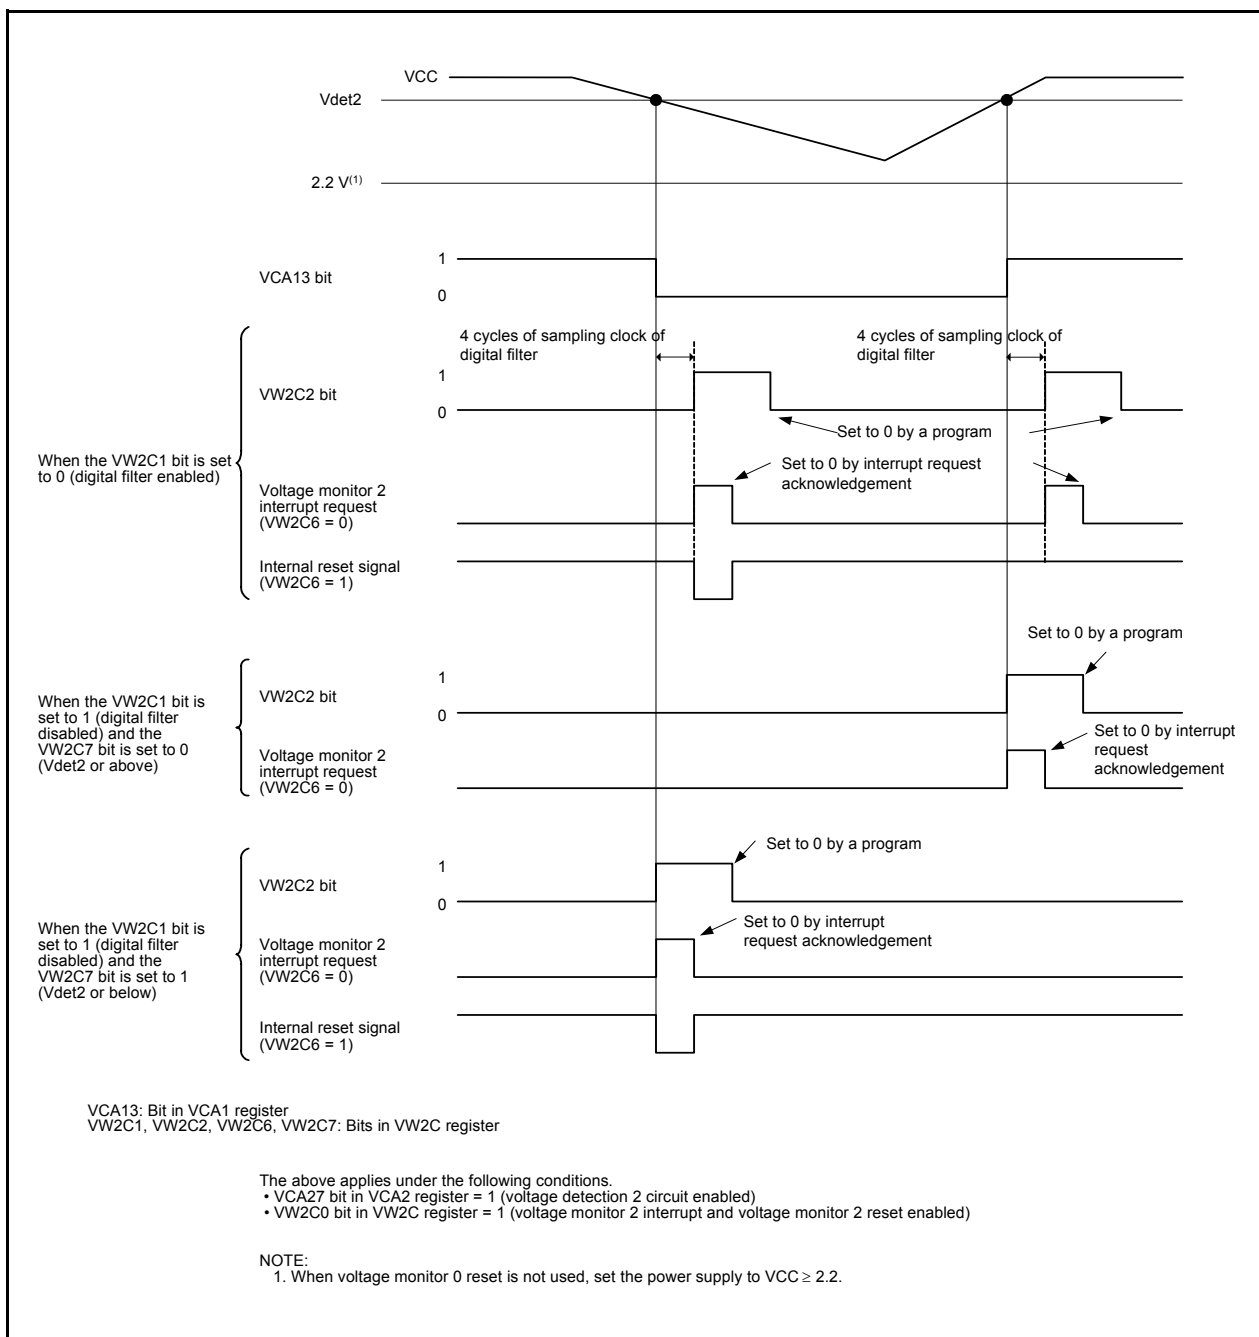 VCC
Vdet2
2.2 V(1)
1
VCA13 bit
0
4 cycles of sampling clock of
digital filter
4 cycles of sampling clock of
digital filter
1
VW2C2 bit
0
Set to 0 by a program
When the VW2C1 bit is set
to 0 (digital filter enabled)
Set to 0 by interrupt request
acknowledgement
Voltage monitor 2
interrupt request
(VW2C6 = 0)
Internal reset signal
(VW2C6 = 1)
Set to 0 by a program
1
VW2C2 bit
0
When the VW2C1 bit is
set to 1 (digital filter
disabled) and the
VW2C7 bit is set to 0
(Vdet2 or above)
Set to 0 by interrupt
request
acknowledgement
Voltage monitor 2
interrupt request
(VW2C6 = 0)
Set to 0 by a program
1
VW2C2 bit
0
When the VW2C1 bit is
set to 1 (digital filter
disabled) and the
VW2C7 bit is set to 1
(Vdet2 or below)
Set to 0 by interrupt
request acknowledgement
Voltage monitor 2
interrupt request
(VW2C6 = 0)
Internal reset signal
(VW2C6 = 1)
VCA13: Bit in VCA1 register
VW2C1, VW2C2, VW2C6, VW2C7: Bits in VW2C register
The above applies under the following conditions.
• VCA27 bit in VCA2 register = 1 (voltage detection 2 circuit enabled)
• VW2C0 bit in VW2C register = 1 (voltage monitor 2 interrupt and voltage monitor 2 reset enabled)
NOTE:
1. When voltage monitor 0 reset is not used, set the power supply to VCC ≥ 2.2.